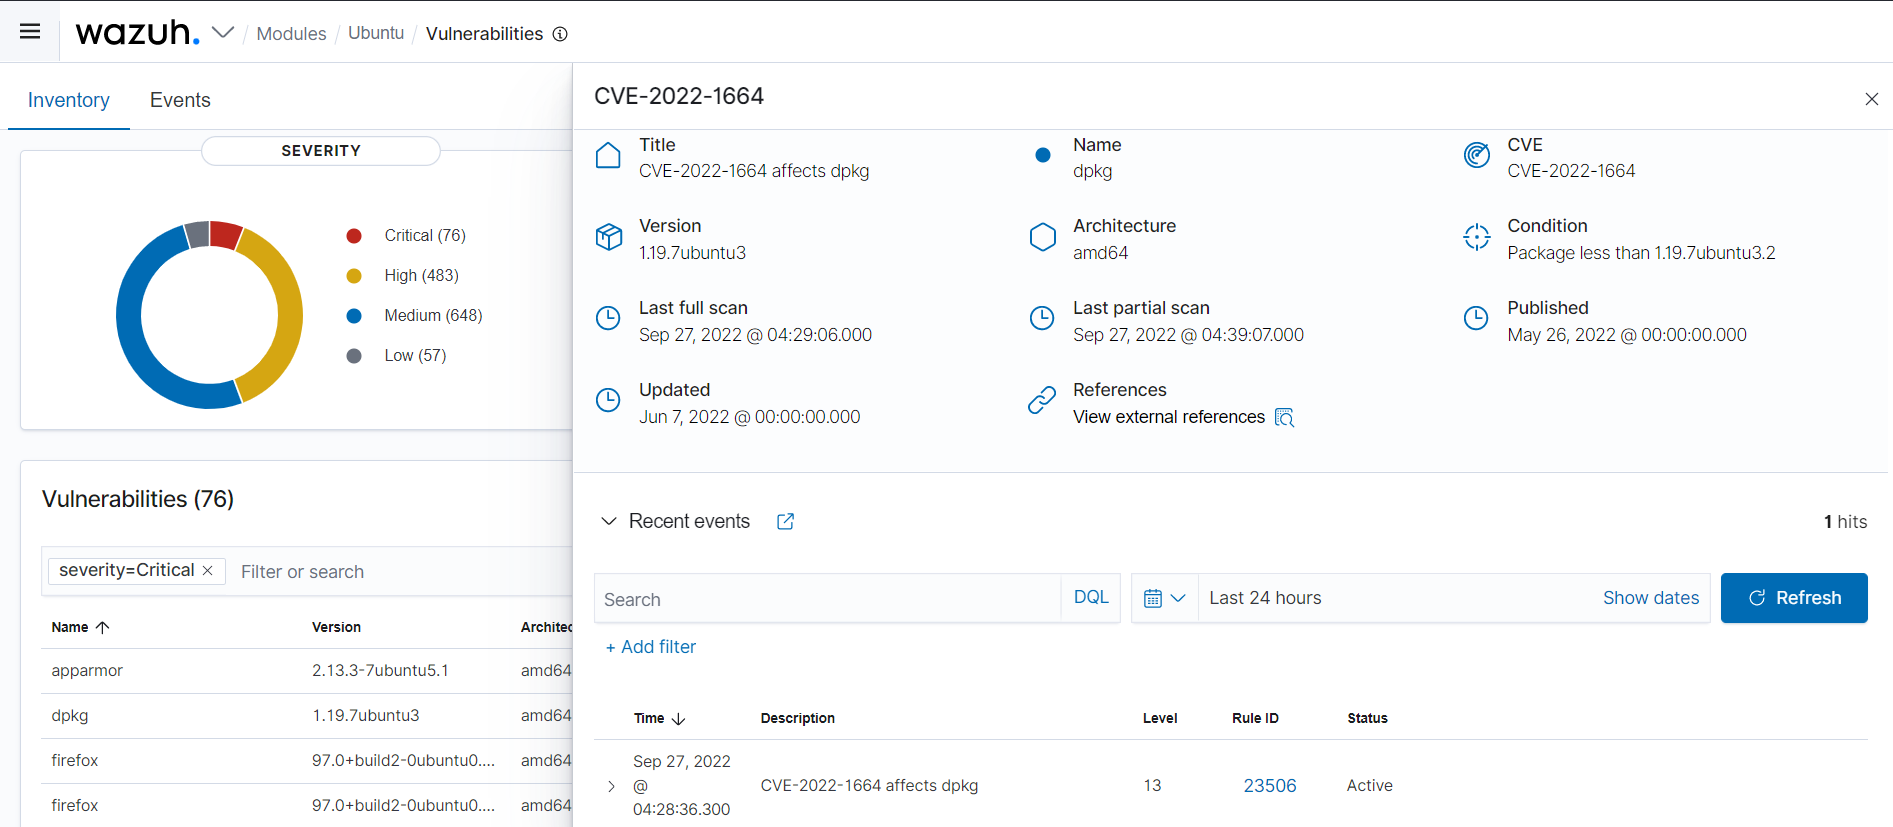 wazuh. / Modules / Ubuntu / Vulnerabilities
Inventory Events
SEVERITY
Critical (76)
High (483)
Medium (648)
Low (57)
Vulnerabilities (76)
severity=Critical × Filter or search
Name Version Architec
apparmor 2.13.3-7ubuntu5.1 amd64
dpkg 1.19.7ubuntu3 amd64
firefox 97.0+build2-0ubuntu0.... amd64
firefox 97.0+build2-0ubuntu0.... amd64
CVE-2022-1664
Title
CVE-2022-1664 affects dpkg
Name
dpkg
CVE
CVE-2022-1664
Version
1.19.7ubuntu3
Architecture
amd64
Condition
Package less than 1.19.7ubuntu3.2
Last full scan
Sep 27, 2022 @ 04:29:06.000
Last partial scan
Sep 27, 2022 @ 04:39:07.000
Published
May 26, 2022 @ 00:00:00.000
Updated
Jun 7, 2022 @ 00:00:00.000
References
View external references
Recent events 1 hits
Search DQL Last 24 hours Show dates Refresh
+ Add filter
Time Description Level Rule ID Status
Sep 27, 2022
@
04:28:36.300
CVE-2022-1664 affects dpkg 13 23506 Active